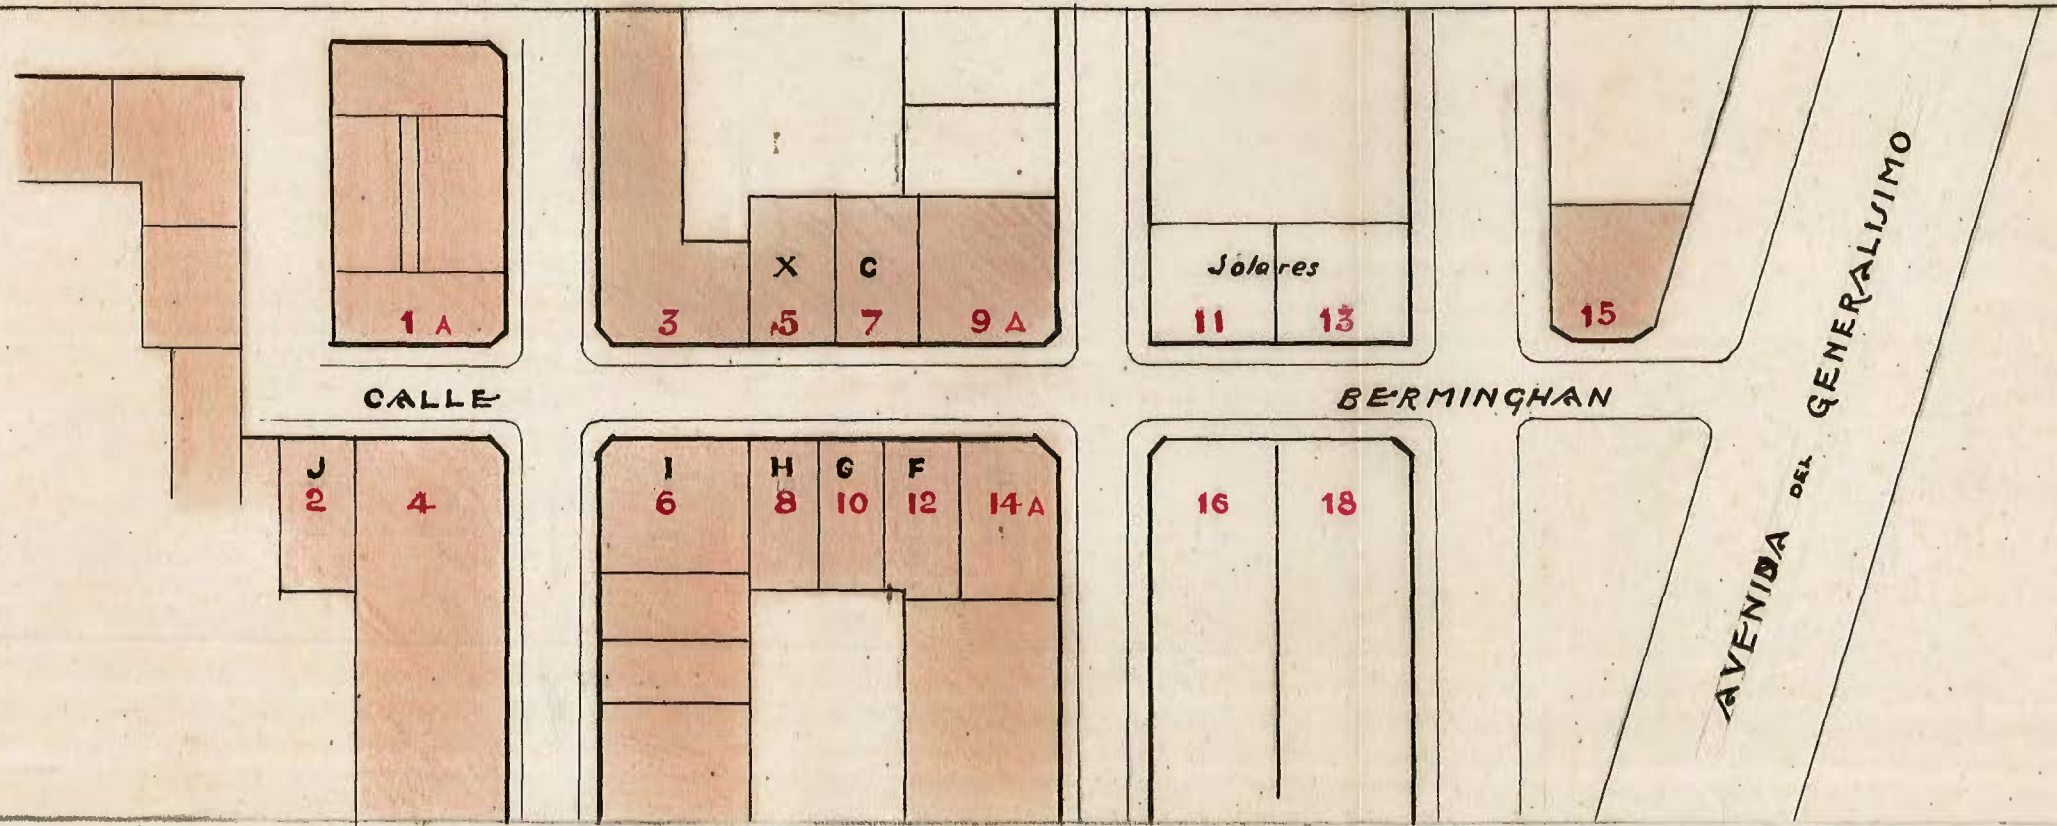 X C
Solares
1 A 3 5 7 9 A 11 13 15
CALLE BERMINGHAN
AVENIDA DEL GENERALISIMO
J I H G F
2 4 6 8 10 12 14 A 16 18